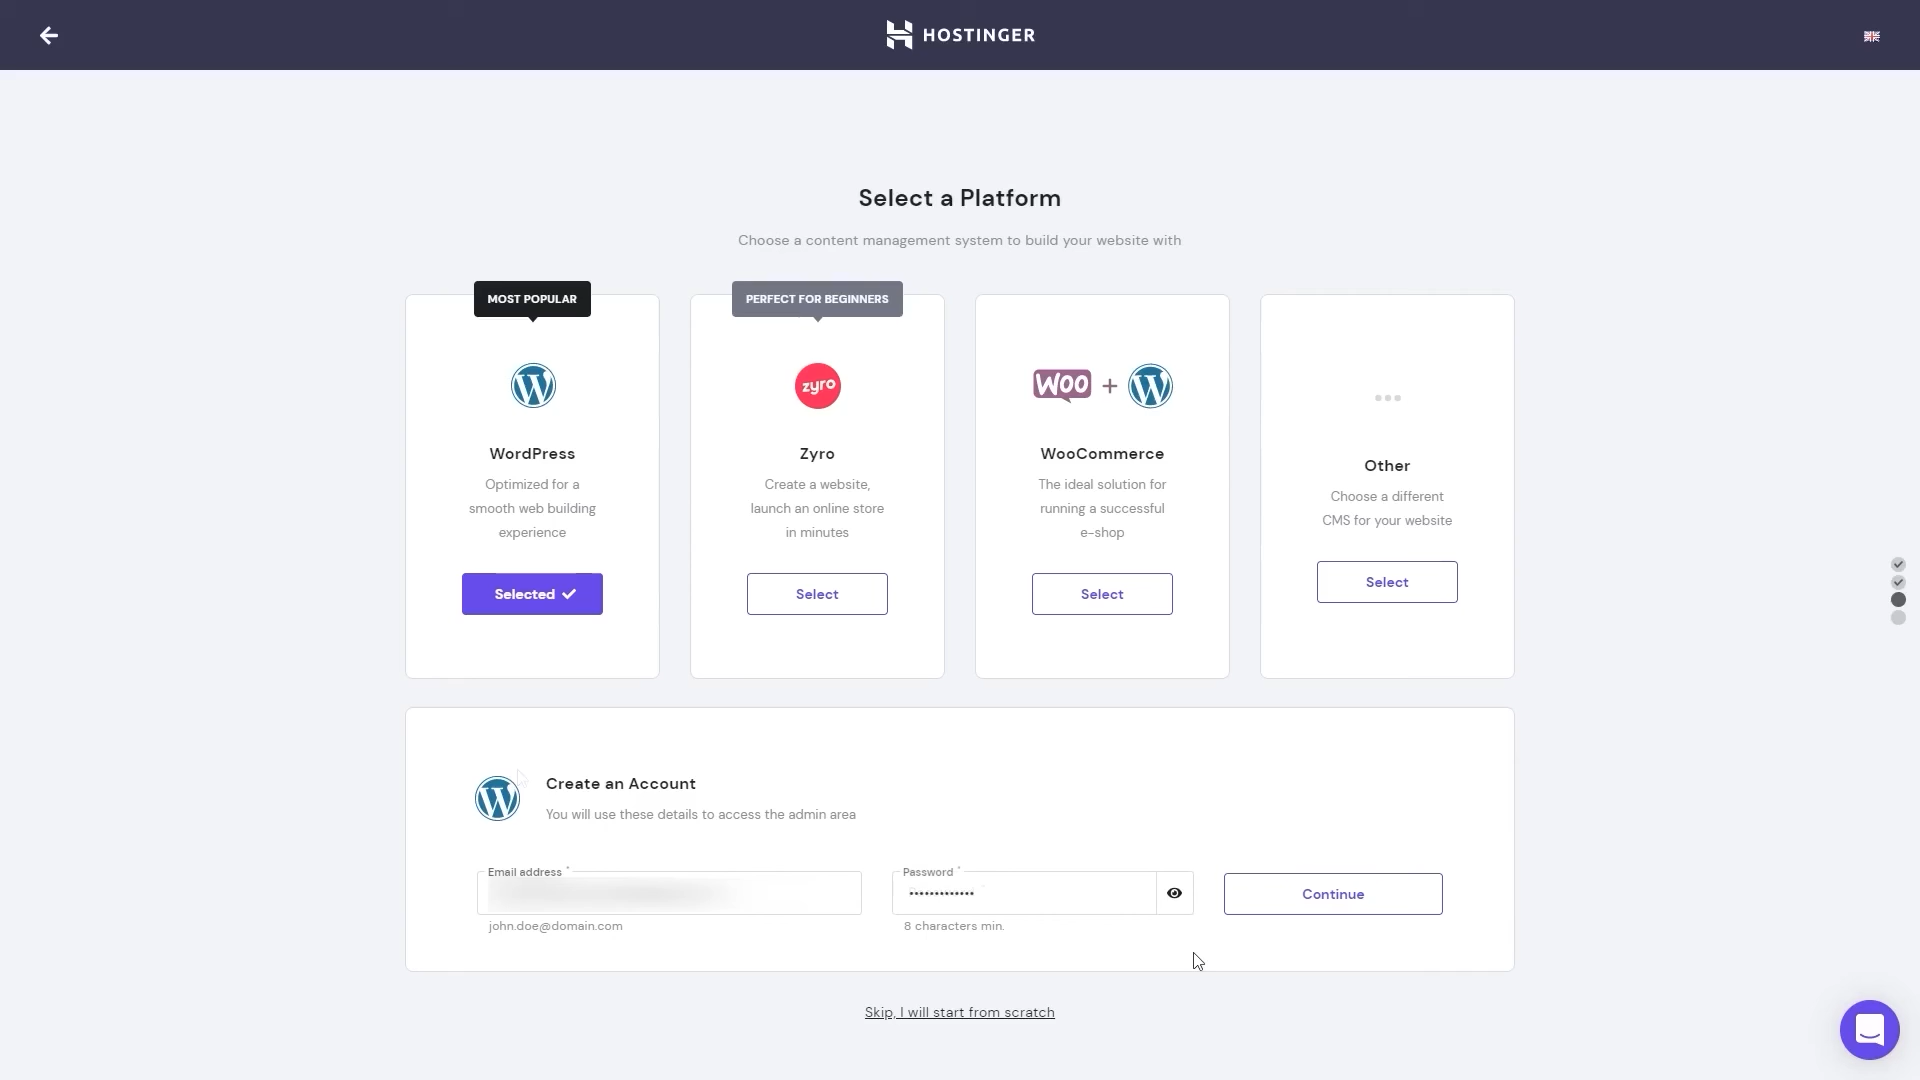 HOSTINGER
Select a Platform
Choose a content management system to build your website with
MOST POPULAR
WordPress
Optimized for a
smooth web building
experience
Selected
PERFECT FOR BEGINNERS
zyro
Zyro
Create a website,
launch an online store
in minutes
Select
WOO +
WooCommerce
The ideal solution for
running a successful
e-shop
Select
Other
Choose a different
CMS for your website
Select
Create an Account
You will use these details to access the admin area
Email address *
john.doe@domain.com
Password *
•••••••••••••
8 characters min.
Continue
Skip, I will start from scratch